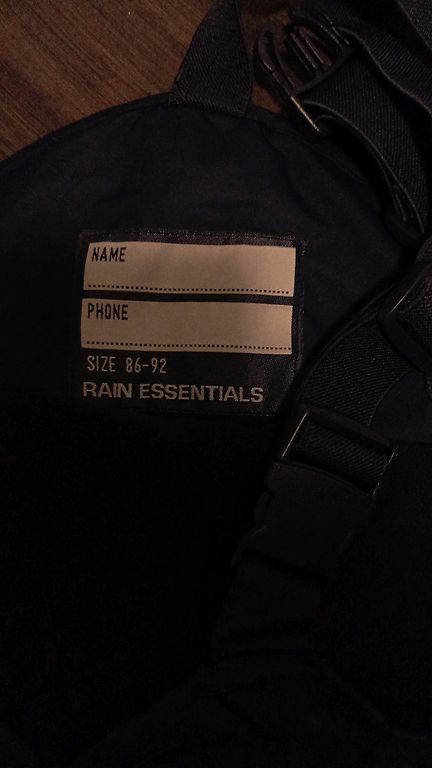 NAME
PHONE
SIZE 86-92
RAIN ESSENTIALS